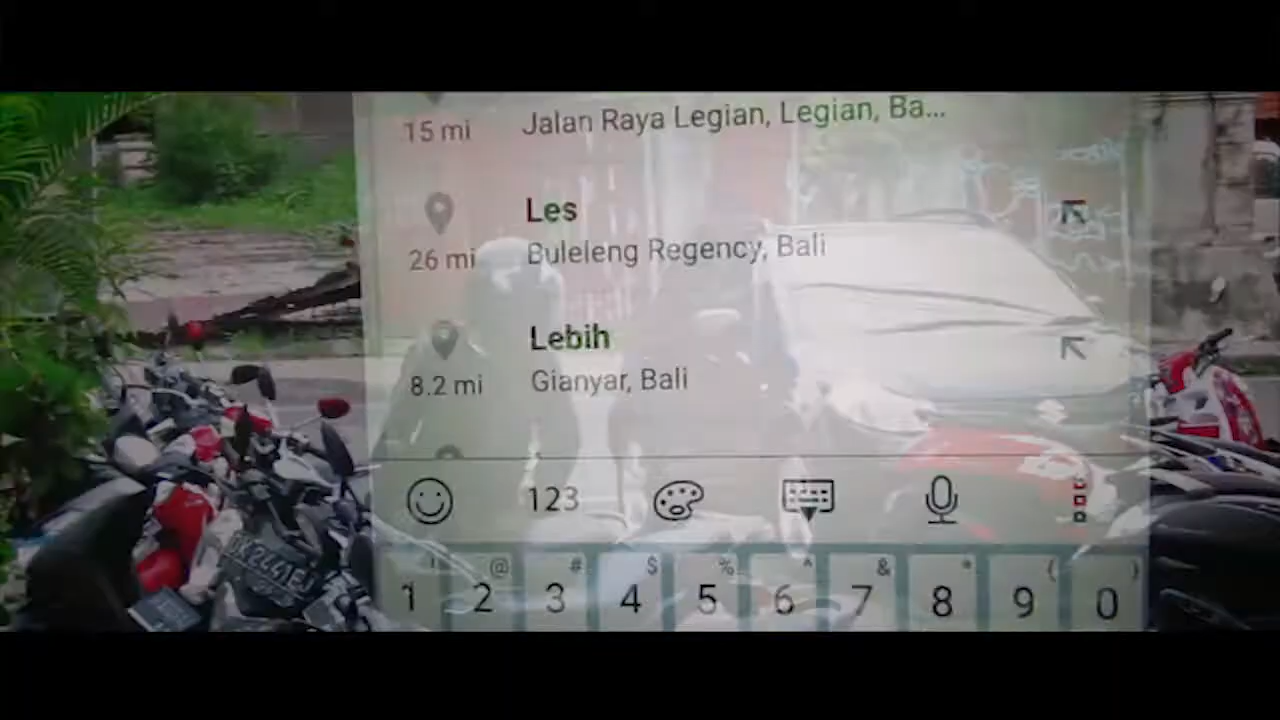 15 mi
Jalan Raya Legian, Legian, Ba...
Les
26 mi
Buleleng Regency, Bali
Lebih
8.2 mi
Gianyar, Bali
123
! @ # $ % ^ & * ( )
1 2 3 4 5 6 7 8 9 0